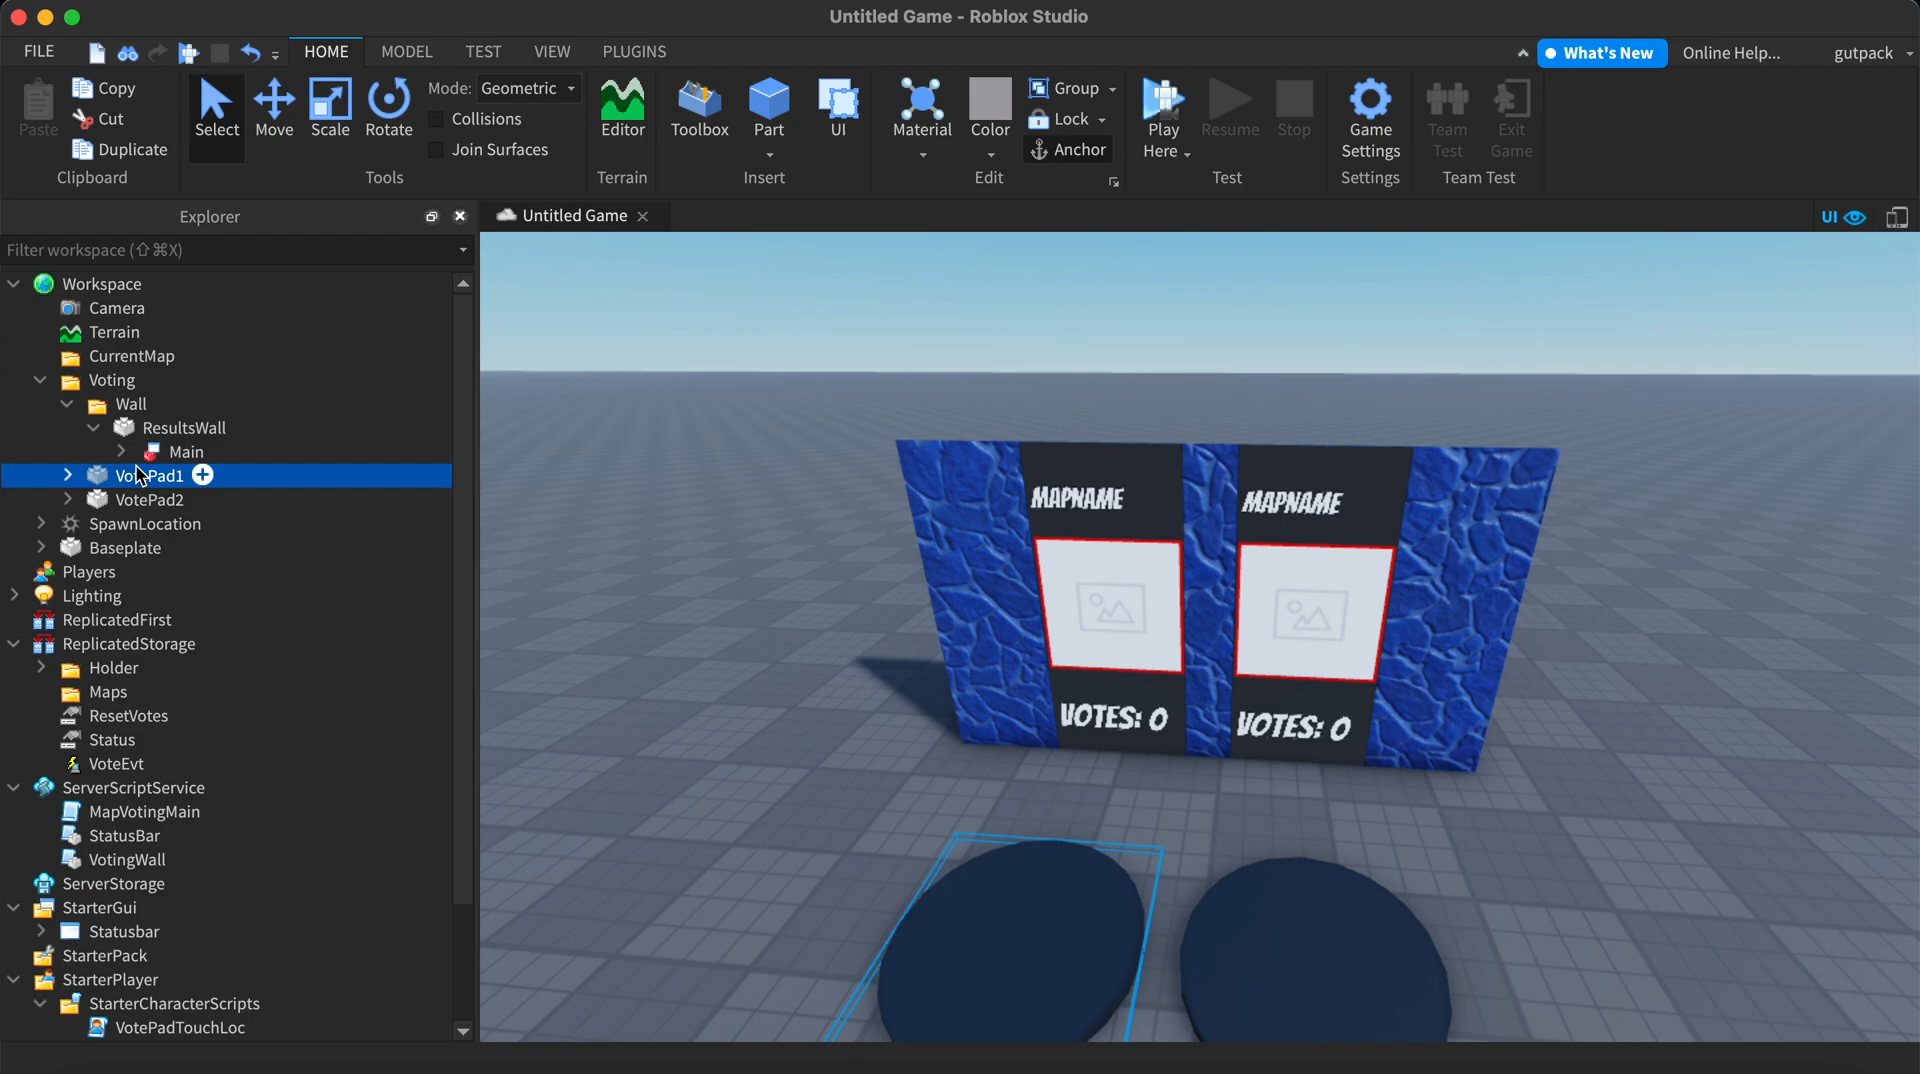 Untitled Game - Roblox Studio
FILE
HOME
MODEL
TEST
VIEW
PLUGINS
What's New
Online Help...
gutpack
Paste
Copy
Cut
Duplicate
Clipboard
Select
Move
Scale
Rotate
Mode: Geometric
Collisions
Join Surfaces
Tools
Editor
Terrain
Toolbox
Part
UI
Insert
Material
Color
Group
Lock
Anchor
Edit
Play
Here
Resume
Stop
Test
Game
Settings
Settings
Team
Test
Exit
Game
Team Test
Explorer
Untitled Game
UI
Filter workspace (⇧⌘X)
Workspace
Camera
Terrain
CurrentMap
Voting
Wall
ResultsWall
Main
VotePad1
VotePad2
SpawnLocation
Baseplate
Players
Lighting
ReplicatedFirst
ReplicatedStorage
Holder
Maps
ResetVotes
Status
VoteEvt
ServerScriptService
MapVotingMain
StatusBar
VotingWall
ServerStorage
StarterGui
Statusbar
StarterPack
StarterPlayer
StarterCharacterScripts
VotePadTouchLoc
MAPNAME
MAPNAME
VOTES: 0
VOTES: 0